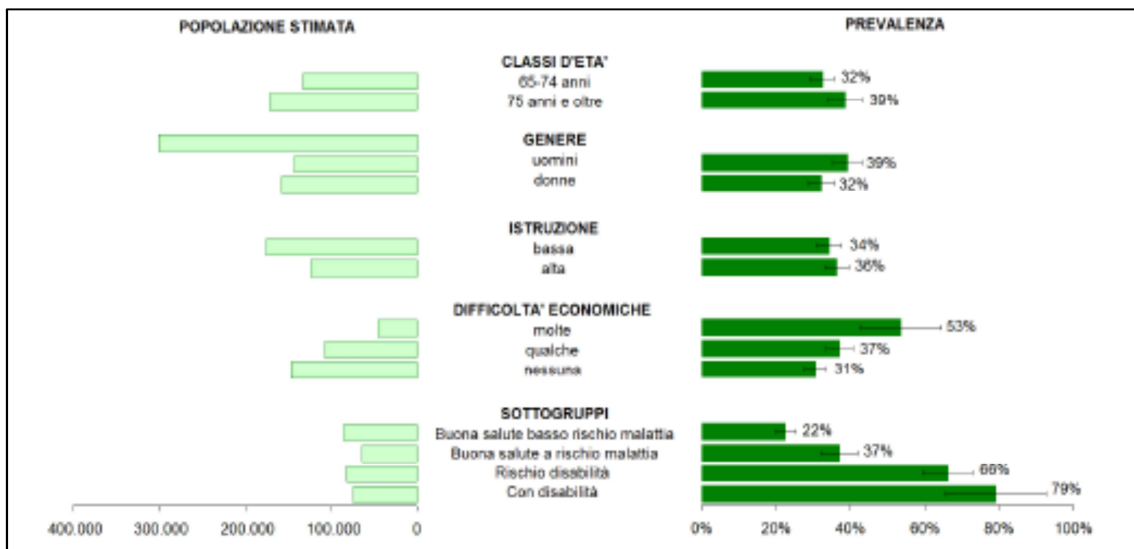 POPOLAZIONE STIMATA
PREVALENZA
CLASSI D'ETA'
65-74 anni
32%
75 anni e oltre
39%
GENERE
uomini
39%
donne
32%
ISTRUZIONE
bassa
34%
alta
36%
DIFFICOLTA' ECONOMICHE
molte
53%
qualche
37%
nessuna
31%
SOTTOGRUPPI
Buona salute basso rischio malattia
22%
Buona salute a rischio malattia
37%
Rischio disabilità
66%
Con disabilità
79%
400.000 300.000 200.000 100.000 0
0% 20% 40% 60% 80% 100%